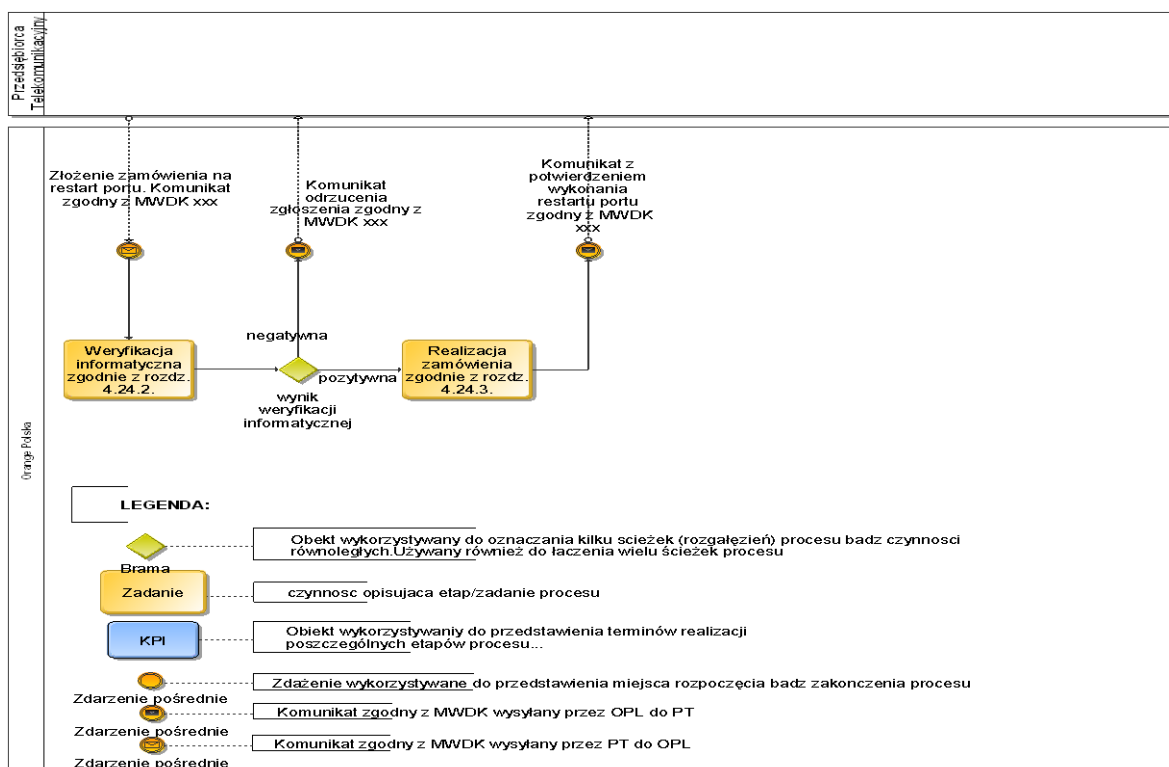 Przedsiębiorca
Telekomunikacyjny
Orange Polska
Złożenie zamówienia na
restart portu. Komunikat
zgodny z MWDK xxx
Komunikat
odrzucenia
zgłoszenia zgodny z
MWDK xxx
Komunikat z
potwierdzeniem
wykonania
restartu portu
zgodny z MWDK
xxx
Weryfikacja
informatyczna
zgodnie z rozdz.
4.24.2.
negatywna
pozytywna
wynik
weryfikacji
informatycznej
Realizacja
zamówienia
zgodnie z rozdz.
4.24.3.
LEGENDA:
Brama
Obekt wykorzystywany do oznaczania kilku scieżek (rozgałęzień) procesu badz czynnosci
równoległych.Używany również do łaczenia wielu ścieżek procesu
Zadanie
czynnosc opisujaca etap/zadanie procesu
KPI
Obiekt wykorzystywaniy do przedstawienia terminów realizacji
poszczególnych etapów procesu...
Zdarzenie pośrednie
Zdażenie wykorzystywane do przedstawienia miejsca rozpoczęcia badz zakonczenia procesu
Zdarzenie pośrednie
Komunikat zgodny z MWDK wysyłany przez OPL do PT
Zdarzenie pośrednie
Komunikat zgodny z MWDK wysyłany przez PT do OPL